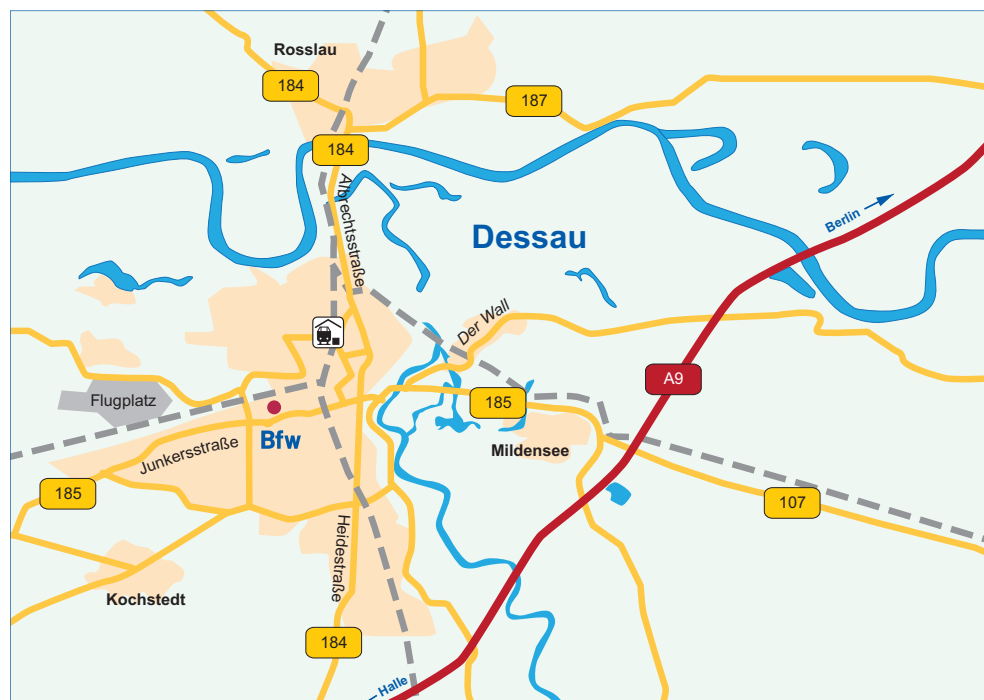 Rosslau
184
187
184
Albrechtsstraße
Berlin
Dessau
Der Wall
A9
Flugplatz
185
Bfw
Junkersstraße
Mildensee
185
107
Heidestraße
Kochstedt
184
Halle